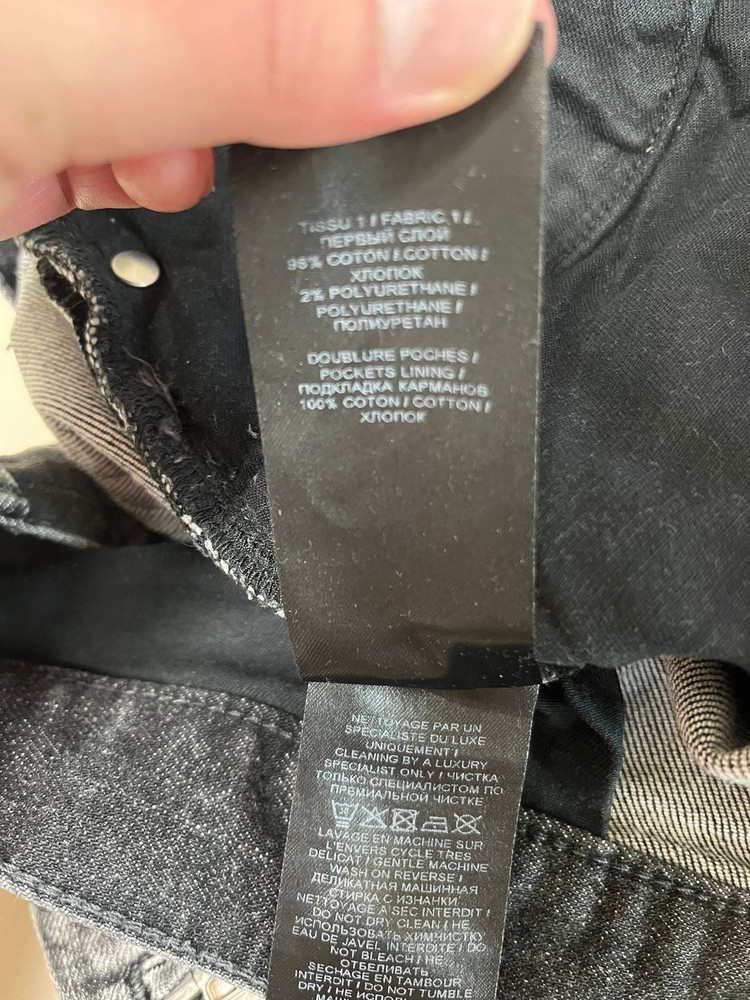 TISSU 1 / FABRIC 1 /
ПЕРВЫЙ СЛОЙ
COTON / COTTON /
ХЛОПОК
2% POLYURETHANE /
POLYURETHANE /
ПОЛИУРЕТАН
DOUBLURE POCHES /
POCKETS LINING /
ПОДКЛАДКА КАРМАНОВ
100% COTON / COTTON /
ХЛОПОК
NETTOYAGE PAR UN
SPECIALISTE DU LUXE
UNIQUEMENT /
CLEANING BY A LUXURY
SPECIALIST ONLY / ЧИСТКА
ТОЛЬКО СПЕЦИАЛИСТОМ ПО
ПРЕМИАЛЬНОЙ ЧИСТКЕ
30
LAVAGE EN MACHINE SUR
L'ENVERS CYCLE TRES
DELICAT / GENTLE MACHINE
WASH ON REVERSE /
ДЕЛИКАТНАЯ МАШИННАЯ
СТИРКА С ИЗНАНКИ
NETTOYAGE A SEC INTERDIT /
DO NOT DRY CLEAN / НЕ
ИСПОЛЬЗОВАТЬ ХИМЧИСТКУ
EAU DE JAVEL INTERDITE / DO
NOT BLEACH / НЕ
ОТБЕЛИВАТЬ
SECHAGE EN TAMBOUR
INTERDIT / DO NOT TUMBLE
DRY / НЕ